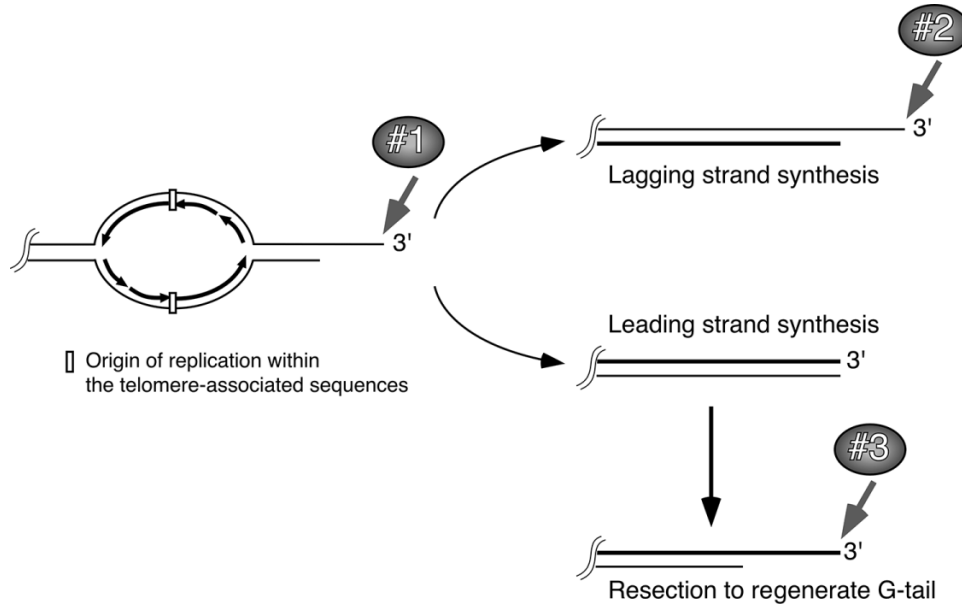 #2
3'
#1
Lagging strand synthesis
3'
Leading strand synthesis
3'
Origin of replication within
the telomere-associated sequences
#3
3'
Resection to regenerate G-tail